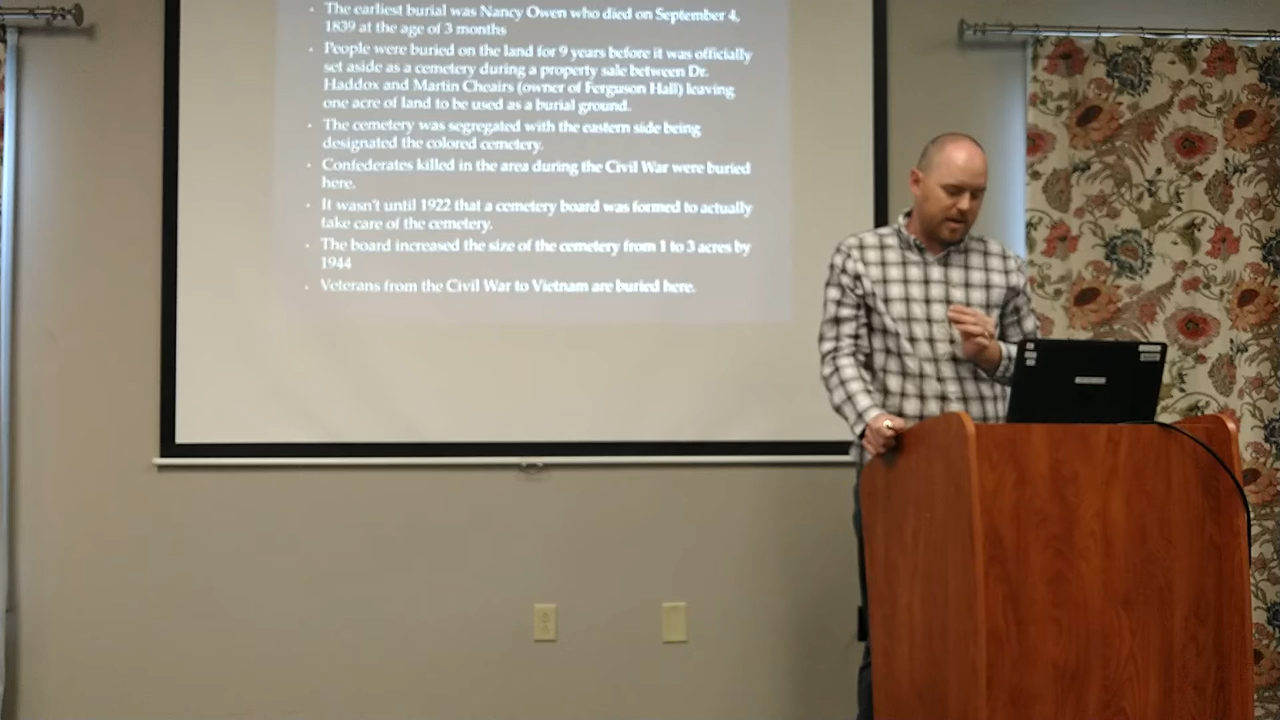 · The earliest burial was Nancy Owen who died on September 4,
1839 at the age of 3 months
· People were buried on the land for 9 years before it was officially
set aside as a cemetery during a property sale between Dr.
Haddox and Martin Cheairs (owner of Ferguson Hall) leaving
one acre of land to be used as a burial ground.
· The cemetery was segregated with the eastern side being
designated the colored cemetery.
· Confederates killed in the area during the Civil War were buried
here.
· It wasn't until 1922 that a cemetery board was formed to actually
take care of the cemetery.
· The board increased the size of the cemetery from 1 to 3 acres by
1944
· Veterans from the Civil War to Vietnam are buried here.